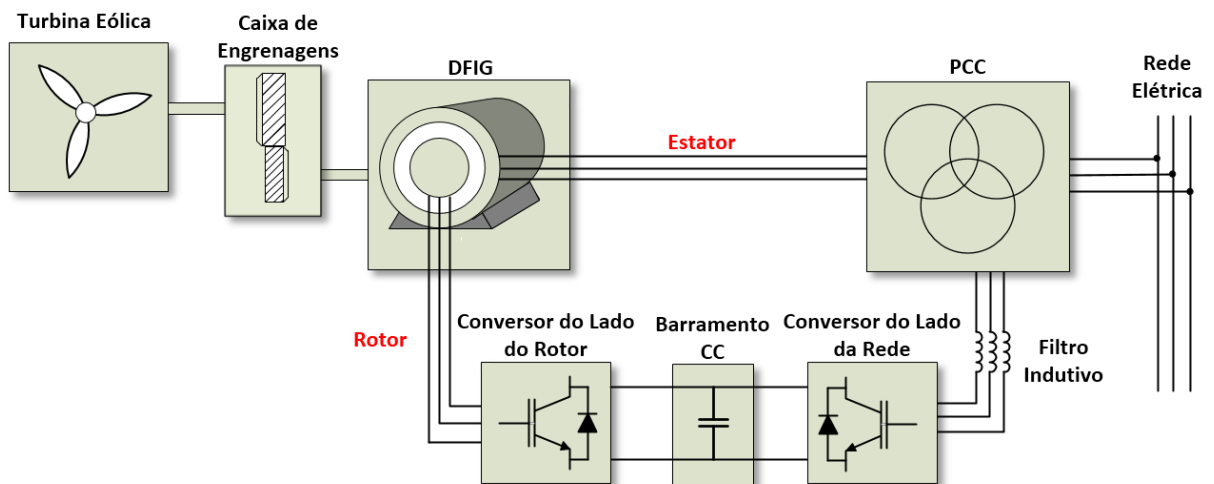 Turbina Eólica
Caixa de
Engrenagens
DFIG
PCC
Rede
Elétrica
Estator
Rotor
Conversor do Lado
do Rotor
Barramento
CC
Conversor do Lado
da Rede
Filtro
Indutivo